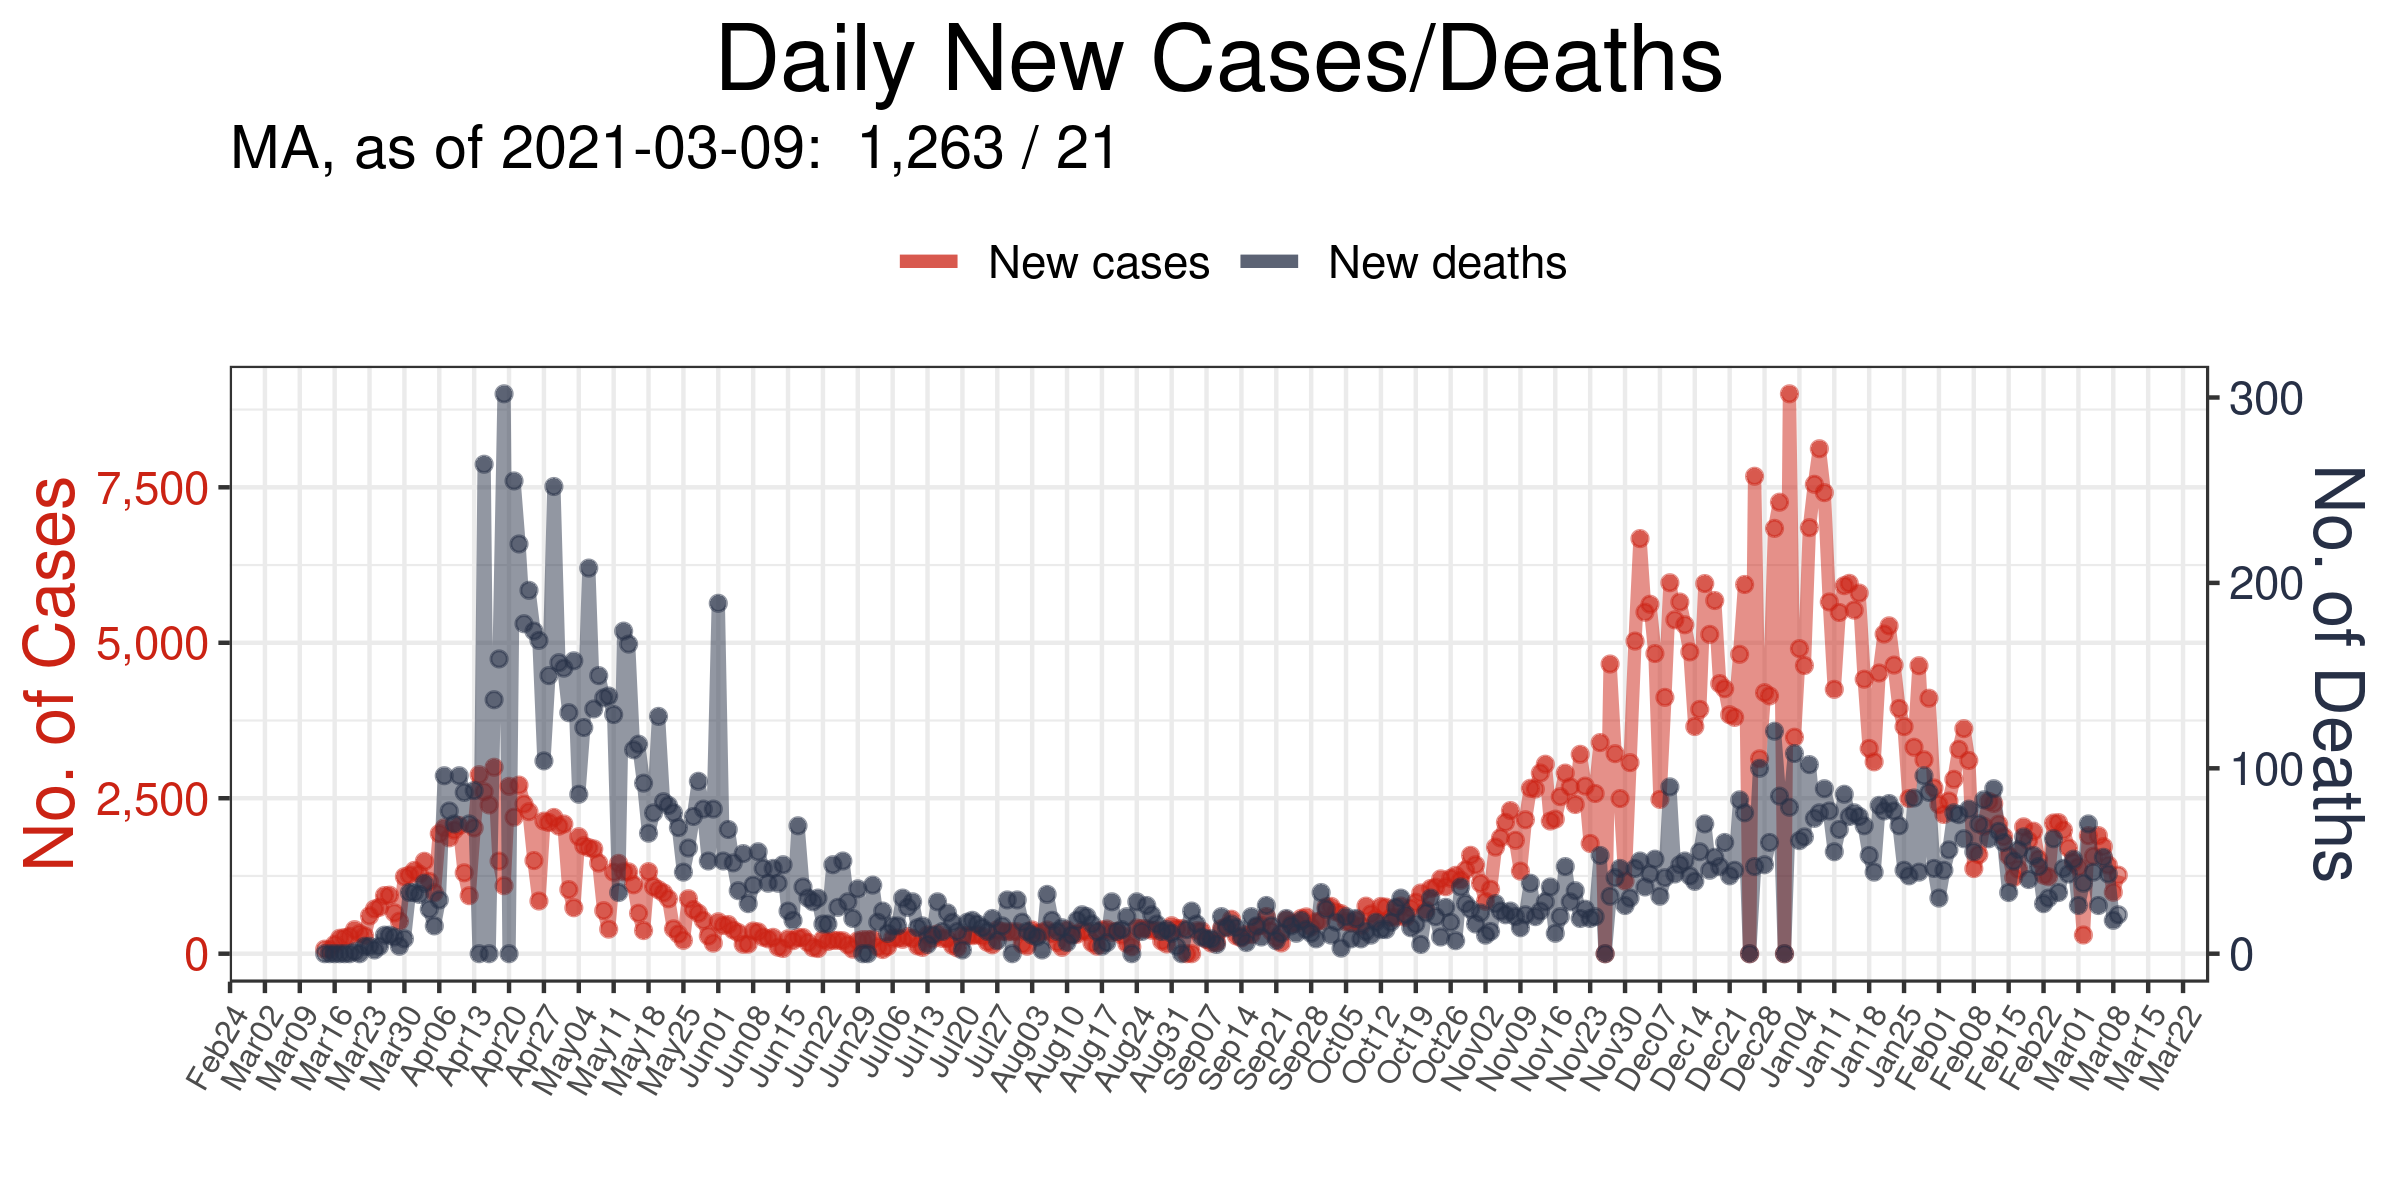 Daily New Cases/Deaths
MA, as of 2021-03-09:  1,263 / 21
New cases
New deaths
No. of Cases
7,500
5,000
2,500
0
300
200
100
0
No. of Deaths
Feb24
Mar02
Mar09
Mar16
Mar23
Mar30
Apr06
Apr13
Apr20
Apr27
May04
May11
May18
May25
Jun01
Jun08
Jun15
Jun22
Jun29
Jul06
Jul13
Jul20
Jul27
Aug03
Aug10
Aug17
Aug24
Aug31
Sep07
Sep14
Sep21
Sep28
Oct05
Oct12
Oct19
Oct26
Nov02
Nov09
Nov16
Nov23
Nov30
Dec07
Dec14
Dec21
Dec28
Jan04
Jan11
Jan18
Jan25
Feb01
Feb08
Feb15
Feb22
Mar01
Mar08
Mar15
Mar22